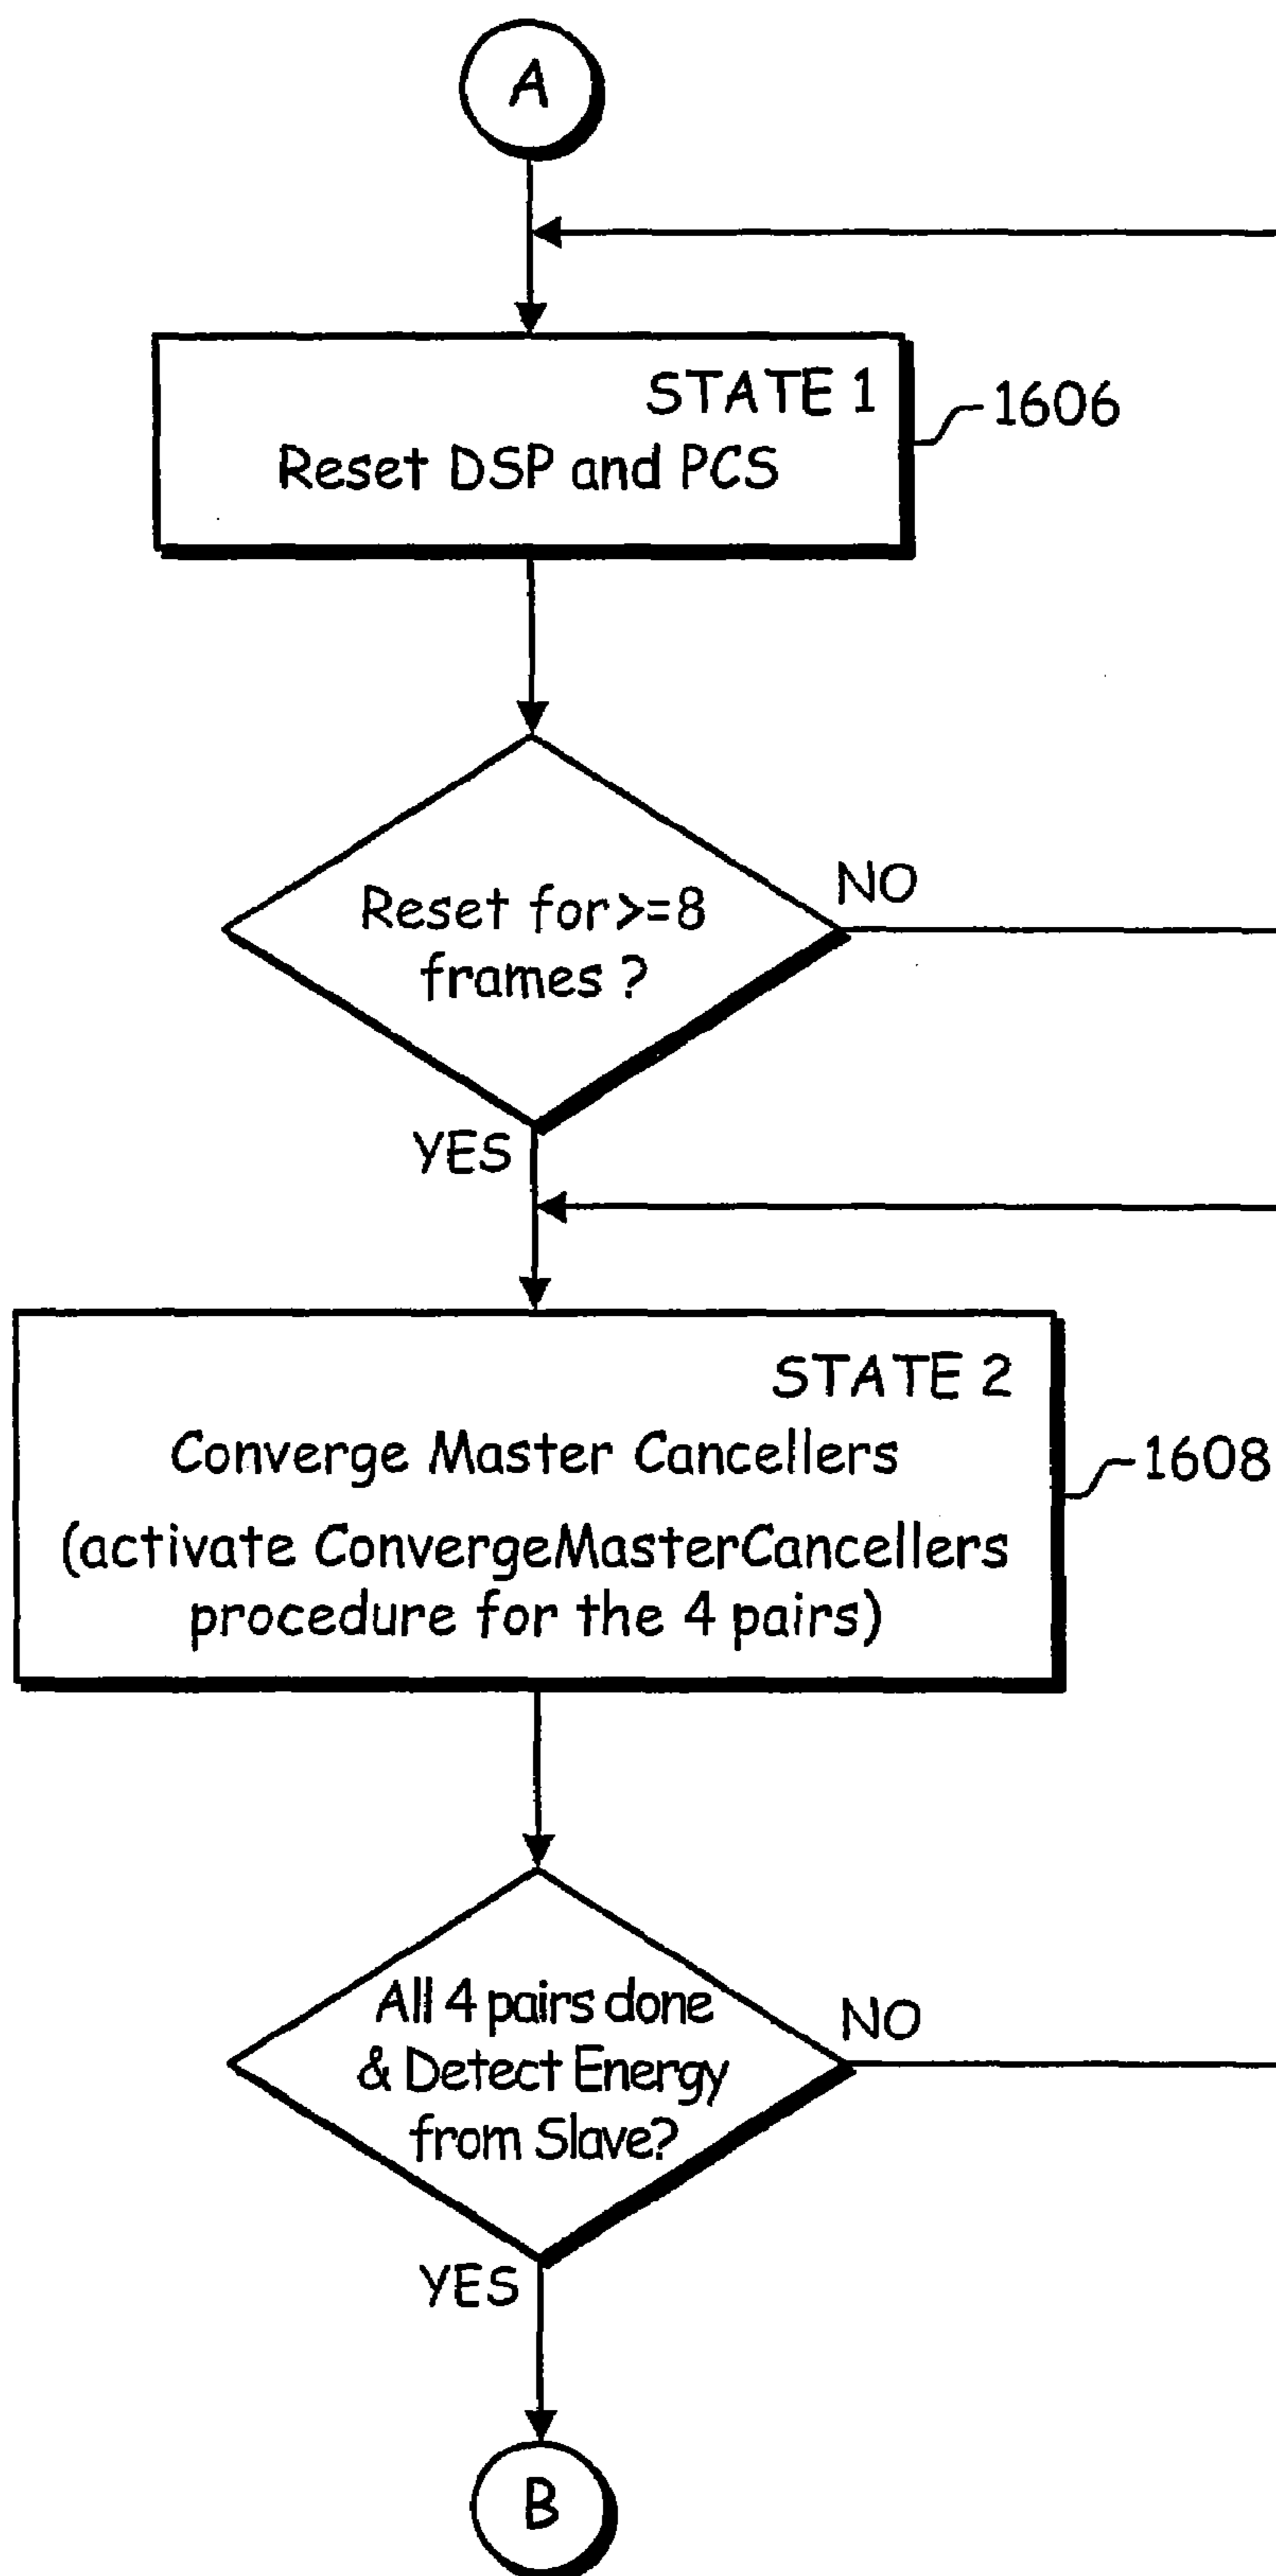 A
STATE 1
Reset DSP and PCS
1606
Reset for >=8
frames ?
NO
YES
STATE 2
Converge Master Cancellers
(activate ConvergeMasterCancellers
procedure for the 4 pairs)
1608
All 4 pairs done
& Detect Energy
from Slave?
NO
YES
B